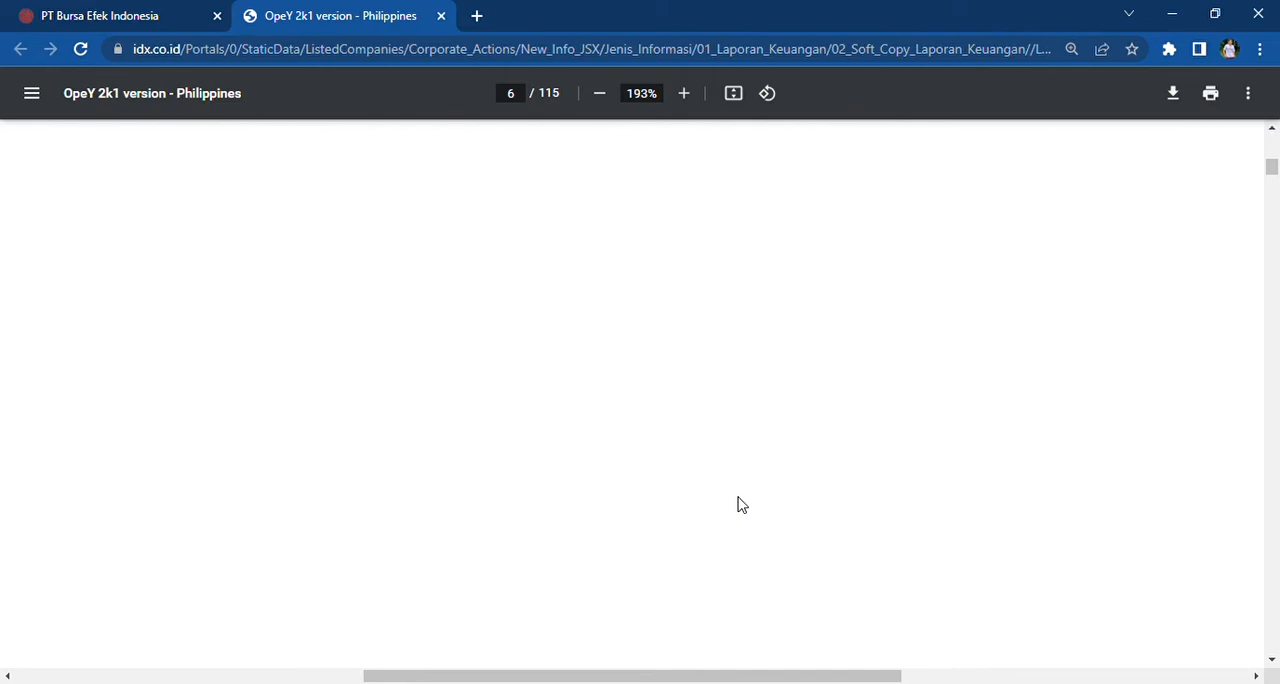 PT Bursa Efek Indonesia
OpeY 2k1 version - Philippines
idx.co.id/Portals/0/StaticData/ListedCompanies/Corporate_Actions/New_Info_JSX/Jenis_Informasi/01_Laporan_Keuangan/02_Soft_Copy_Laporan_Keuangan//L...
OpeY 2k1 version - Philippines
6 / 115
193%